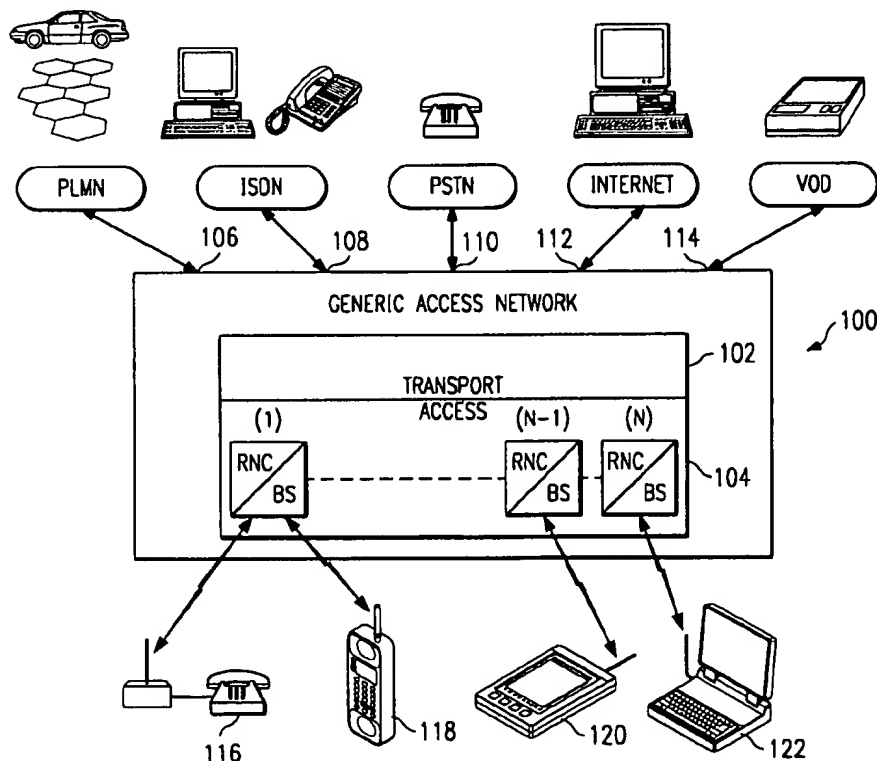 PLMN
ISDN
PSTN
INTERNET
VOD
106
108
110
112
114
GENERIC ACCESS NETWORK
100
102
TRANSPORT
ACCESS
(1)
(N-1)
(N)
RNC
BS
RNC
BS
RNC
BS
104
116
118
120
122